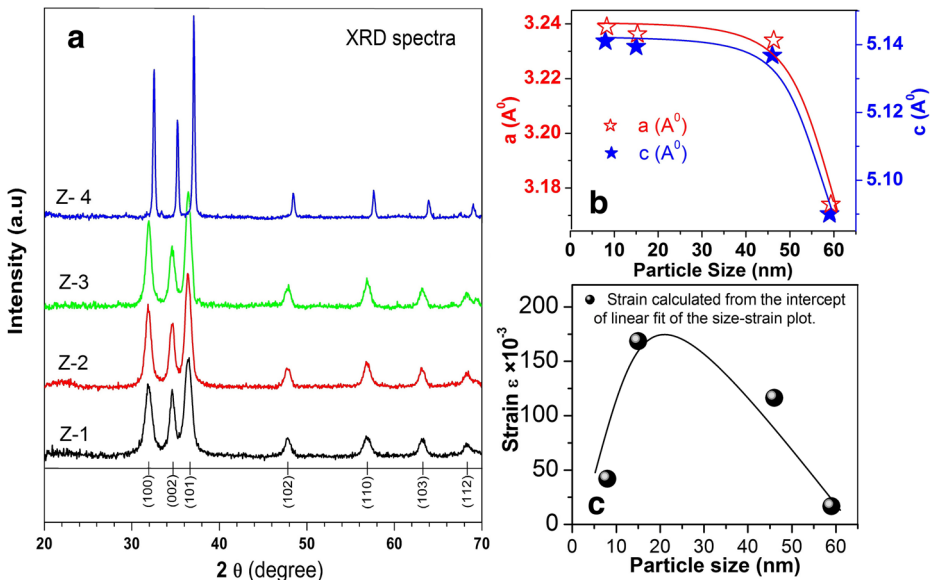 a
XRD spectra
Intensity (a.u)
Z- 4
Z-3
Z-2
Z-1
(100)
(002)
(101)
(102)
(110)
(103)
(112)
20 30 40 50 60 70
2 θ (degree)
3.24
3.22
3.20
3.18
a (A⁰)
5.14
5.12
5.10
c (A⁰)
a (A⁰)
c (A⁰)
b
0 10 20 30 40 50 60
Particle Size (nm)
200
150
100
50
0
Strain ε ×10⁻³
Strain calculated from the intercept
of linear fit of the size-strain plot.
c
0 10 20 30 40 50 60
Particle size (nm)